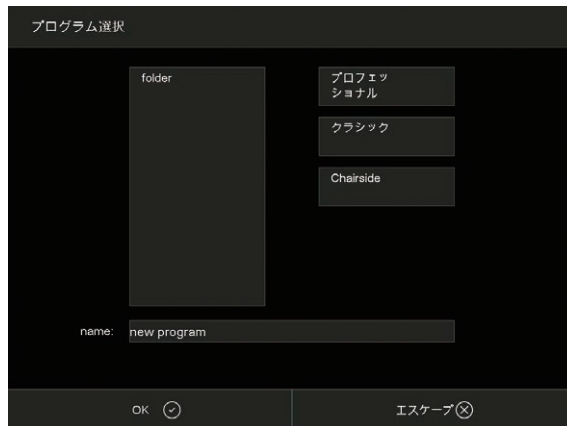 プログラム選択
folder
プロフェッ
ショナル
クラシック
Chairside
name:
new program
OK
エスケープ